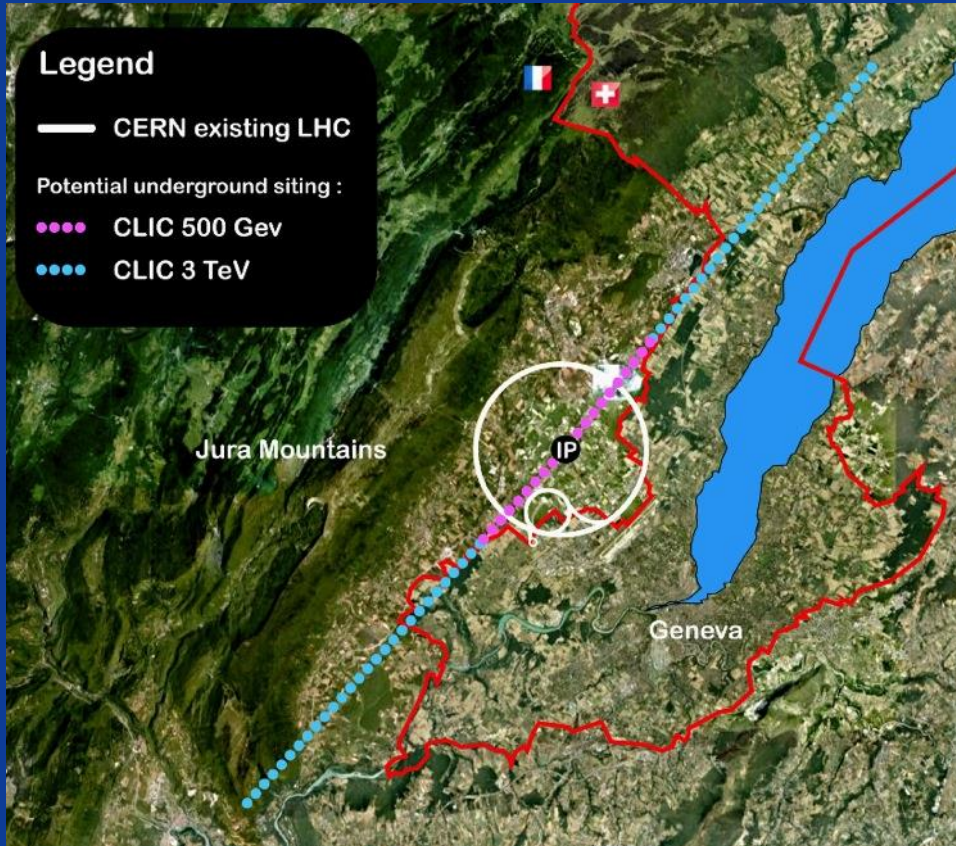 Legend
CERN existing LHC
Potential underground siting :
CLIC 500 Gev
CLIC 3 TeV
Jura Mountains
IP
Geneva